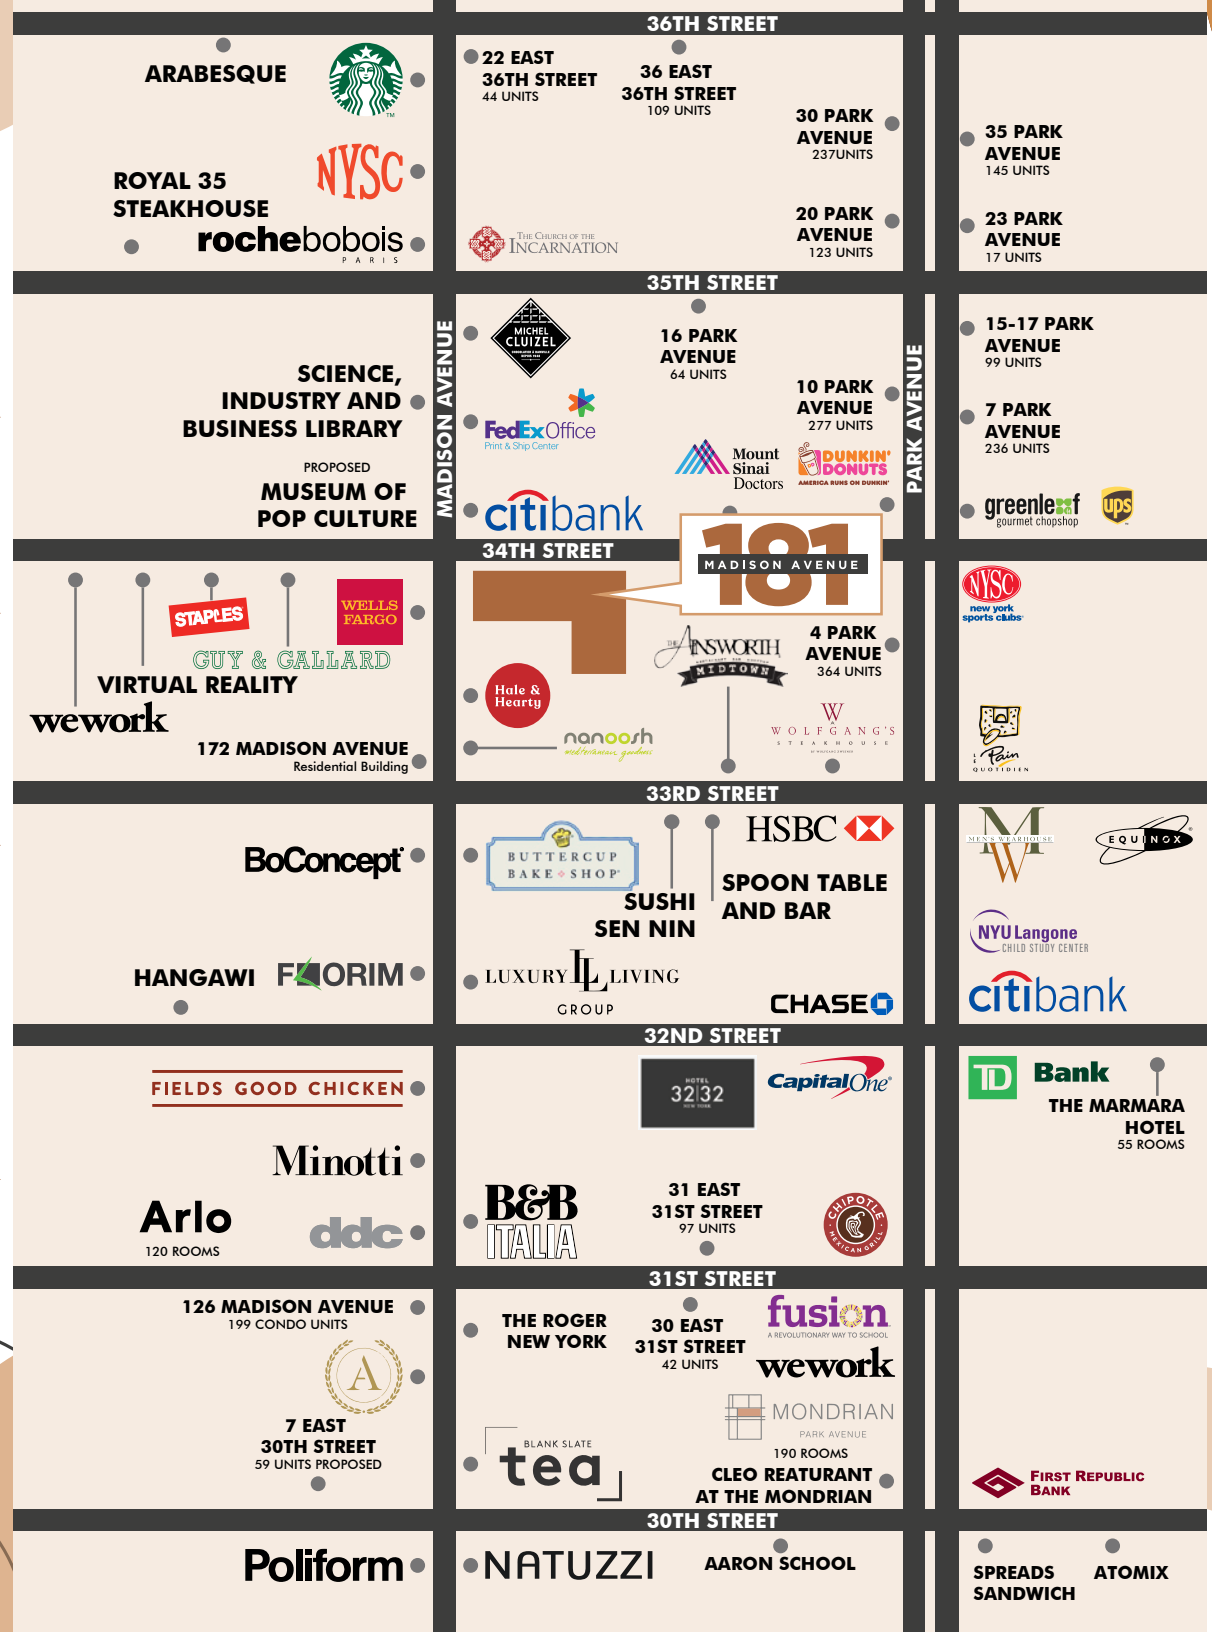 36TH STREET
ARABESQUE
TM
NYSC
ROYAL 35
STEAKHOUSE
rochebobois
PARIS
22 EAST
36TH STREET
44 UNITS
36 EAST
36TH STREET
109 UNITS
30 PARK
AVENUE
237UNITS
20 PARK
AVENUE
123 UNITS
THE CHURCH OF THE
INCARNATION
35 PARK
AVENUE
145 UNITS
23 PARK
AVENUE
17 UNITS
35TH STREET
MADISON AVENUE
PARK AVENUE
SCIENCE,
INDUSTRY AND
BUSINESS LIBRARY
PROPOSED
MUSEUM OF
POP CULTURE
MICHEL
CLUIZEL
16 PARK
AVENUE
64 UNITS
10 PARK
AVENUE
277 UNITS
FedEx Office
Print & Ship Center
Mount
Sinai
Doctors
DUNKIN'
DONUTS
AMERICA RUNS ON DUNKIN'
citibank
15-17 PARK
AVENUE
99 UNITS
7 PARK
AVENUE
236 UNITS
greenleaf
gourmet chopshop
ups
34TH STREET
181
MADISON AVENUE
STAPLES
WELLS
FARGO
GUY & GALLARD
VIRTUAL REALITY
wework
172 MADISON AVENUE
Residential Building
THE
AINSWORTH
MIDTOWN
4 PARK
AVENUE
364 UNITS
Hale &
Hearty
nanoosh
mediterranean goodness
W
WOLFGANG'S
STEAKHOUSE
NYSC
new york
sports clubs
LE
Pain
QUOTIDIEN
33RD STREET
BoConcept
HANGAWI
FLORIM
BUTTERCUP
BAKE SHOP
SUSHI
SEN NIN
HSBC
SPOON TABLE
AND BAR
LUXURY LL LIVING
GROUP
CHASE
M
MEN'S WEARHOUSE
W
EQUINOX
NYU Langone
CHILD STUDY CENTER
citibank
32ND STREET
FIELDS GOOD CHICKEN
Minotti
Arlo
120 ROOMS
ddc
HOTEL
32 32
NEW YORK
Capital One
B&B
ITALIA
31 EAST
31ST STREET
97 UNITS
CHIPOTLE
MEXICAN GRILL
TD Bank
THE MARMARA
HOTEL
55 ROOMS
31ST STREET
126 MADISON AVENUE
199 CONDO UNITS
A
7 EAST
30TH STREET
59 UNITS PROPOSED
THE ROGER
NEW YORK
30 EAST
31ST STREET
42 UNITS
fusion
A REVOLUTIONARY WAY TO SCHOOL
wework
MONDRIAN
PARK AVENUE
190 ROOMS
CLEO REATURANT
AT THE MONDRIAN
BLANK SLATE
tea
FIRST REPUBLIC
BANK
30TH STREET
Poliform
NATUZZI
AARON SCHOOL
SPREADS
SANDWICH
ATOMIX